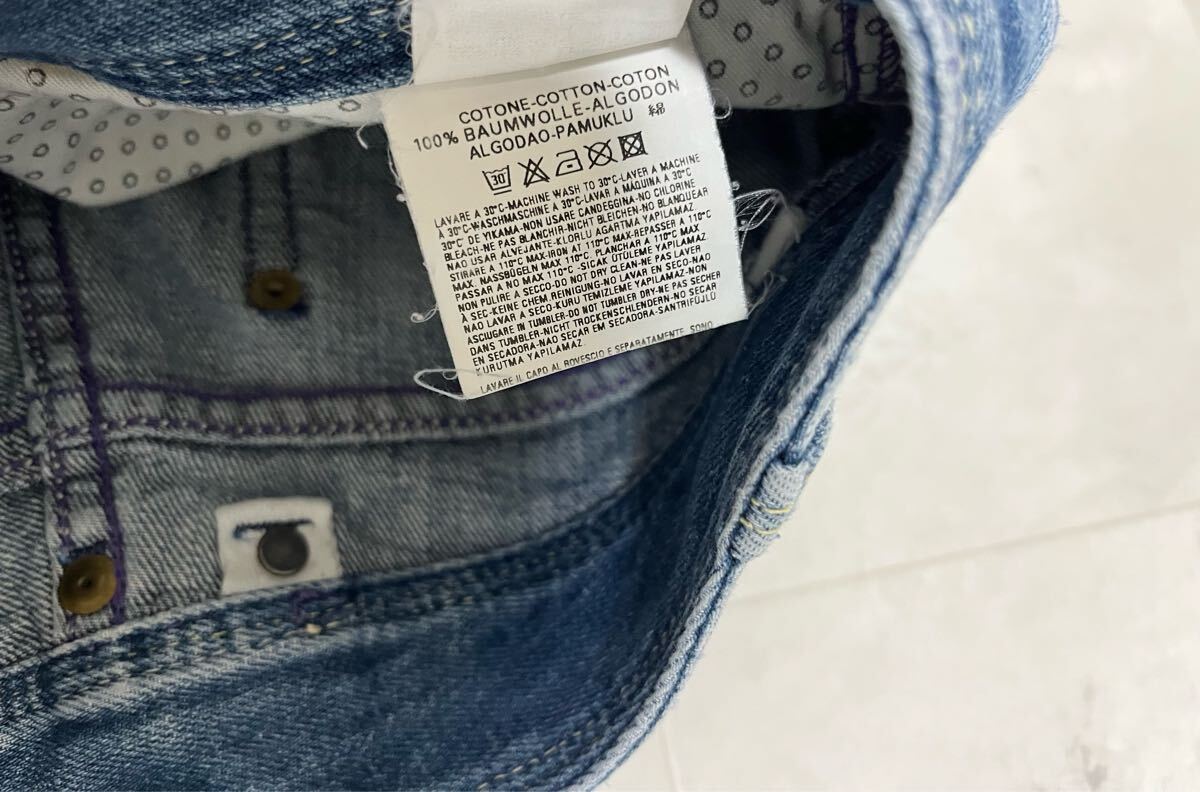 COTONE-COTTON-COTON
100% BAUMWOLLE-ALGODON
ALGODAO-PAMUKLU 綿
30
LAVARE A 30°C-MACHINE WASH TO 30°C-LAVER A MACHINE
A 30°C-WASCHMASCHINE A 30°C-LAVAR A MAQUINA A 30°C
30°C' DE YIKAMA-NON USARE CANDEGGINA-NO CHLORINE
BLEACH-NE PAS BLANCHIR-NICHT BLEICHEN-NO BLANQUEAR
NAO USAR ALVEJANTE-KLORLU AGARTMA YAPILAMAZ
STIRARE A 110°C MAX-IRON AT 110°C MAX-REPASSER A 110°C
MAX. NASSBÜGELN MAX 110°C. PLANCHAR A 110°C MAX
PASSAR A NO MAX 110°C -SICAK ÜTÜLEME YAPILAMAZ
NON PULIRE A SECCO-DO NOT DRY CLEAN-NE PAS LAVER
À SEC-KEINE CHEM.REINIGUNG-NO LAVAR EN SECO-NAO
NAO LAVAR A SECO-KURU TEMIZLEME YAPILAMAZ-NON
ASCIUGARE IN TUMBLER-DO NOT TUMBLER DRY-NE PAS SECHER
DANS TUMBLER-NICHT TROCKENSCHLENDERN-NO SECAR
EN SECADORA-NAO SECAR EM SECADORA-SANTRIFÜJLÜ
KURUTMA YAPILAMAZ
LAVARE IL CAPO AL ROVESCIO E SEPARATAMENTE. SONO